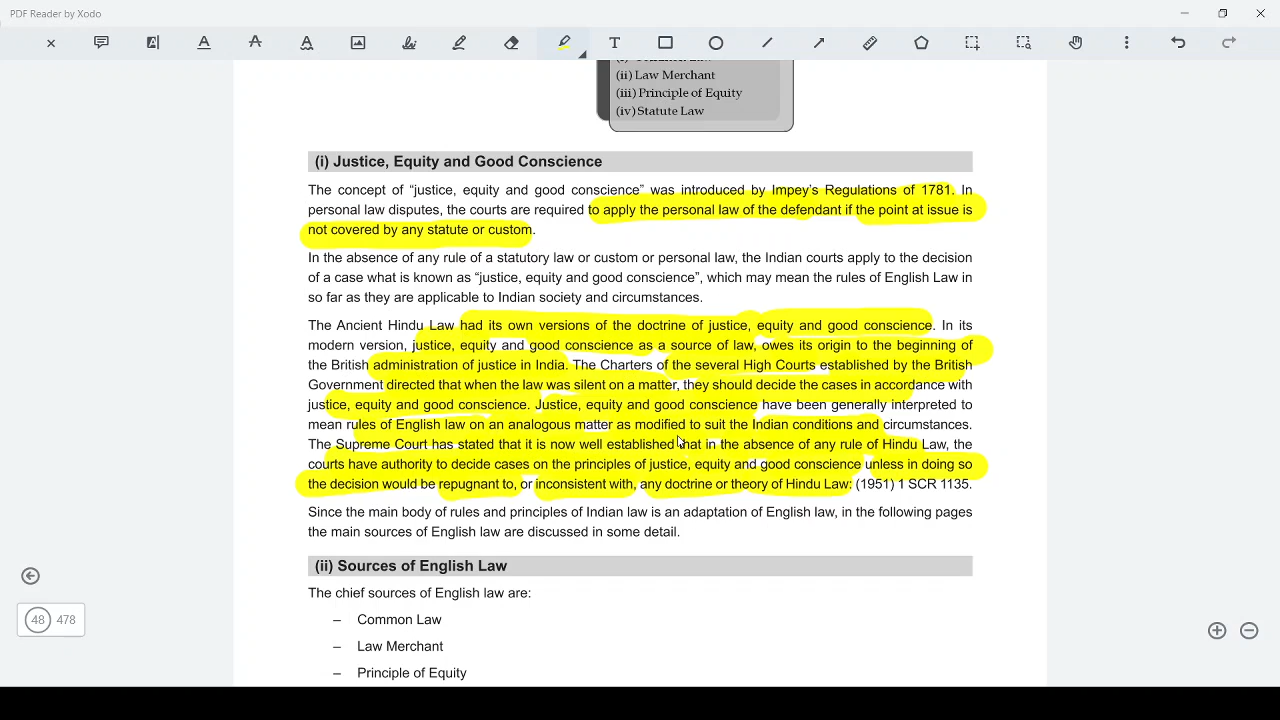 PDF Reader by Xodo
(ii) Law Merchant
(iii) Principle of Equity
(iv) Statute Law
(i) Justice, Equity and Good Conscience
The concept of “justice, equity and good conscience” was introduced by Impey’s Regulations of 1781. In
personal law disputes, the courts are required to apply the personal law of the defendant if the point at issue is
not covered by any statute or custom.
In the absence of any rule of a statutory law or custom or personal law, the Indian courts apply to the decision
of a case what is known as “justice, equity and good conscience”, which may mean the rules of English Law in
so far as they are applicable to Indian society and circumstances.
The Ancient Hindu Law had its own versions of the doctrine of justice, equity and good conscience. In its
modern version, justice, equity and good conscience as a source of law, owes its origin to the beginning of
the British administration of justice in India. The Charters of the several High Courts established by the British
Government directed that when the law was silent on a matter, they should decide the cases in accordance with
justice, equity and good conscience. Justice, equity and good conscience have been generally interpreted to
mean rules of English law on an analogous matter as modified to suit the Indian conditions and circumstances.
The Supreme Court has stated that it is now well established that in the absence of any rule of Hindu Law, the
courts have authority to decide cases on the principles of justice, equity and good conscience unless in doing so
the decision would be repugnant to, or inconsistent with, any doctrine or theory of Hindu Law: (1951) 1 SCR 1135.
Since the main body of rules and principles of Indian law is an adaptation of English law, in the following pages
the main sources of English law are discussed in some detail.
(ii) Sources of English Law
The chief sources of English law are:
– Common Law
– Law Merchant
– Principle of Equity
48 478